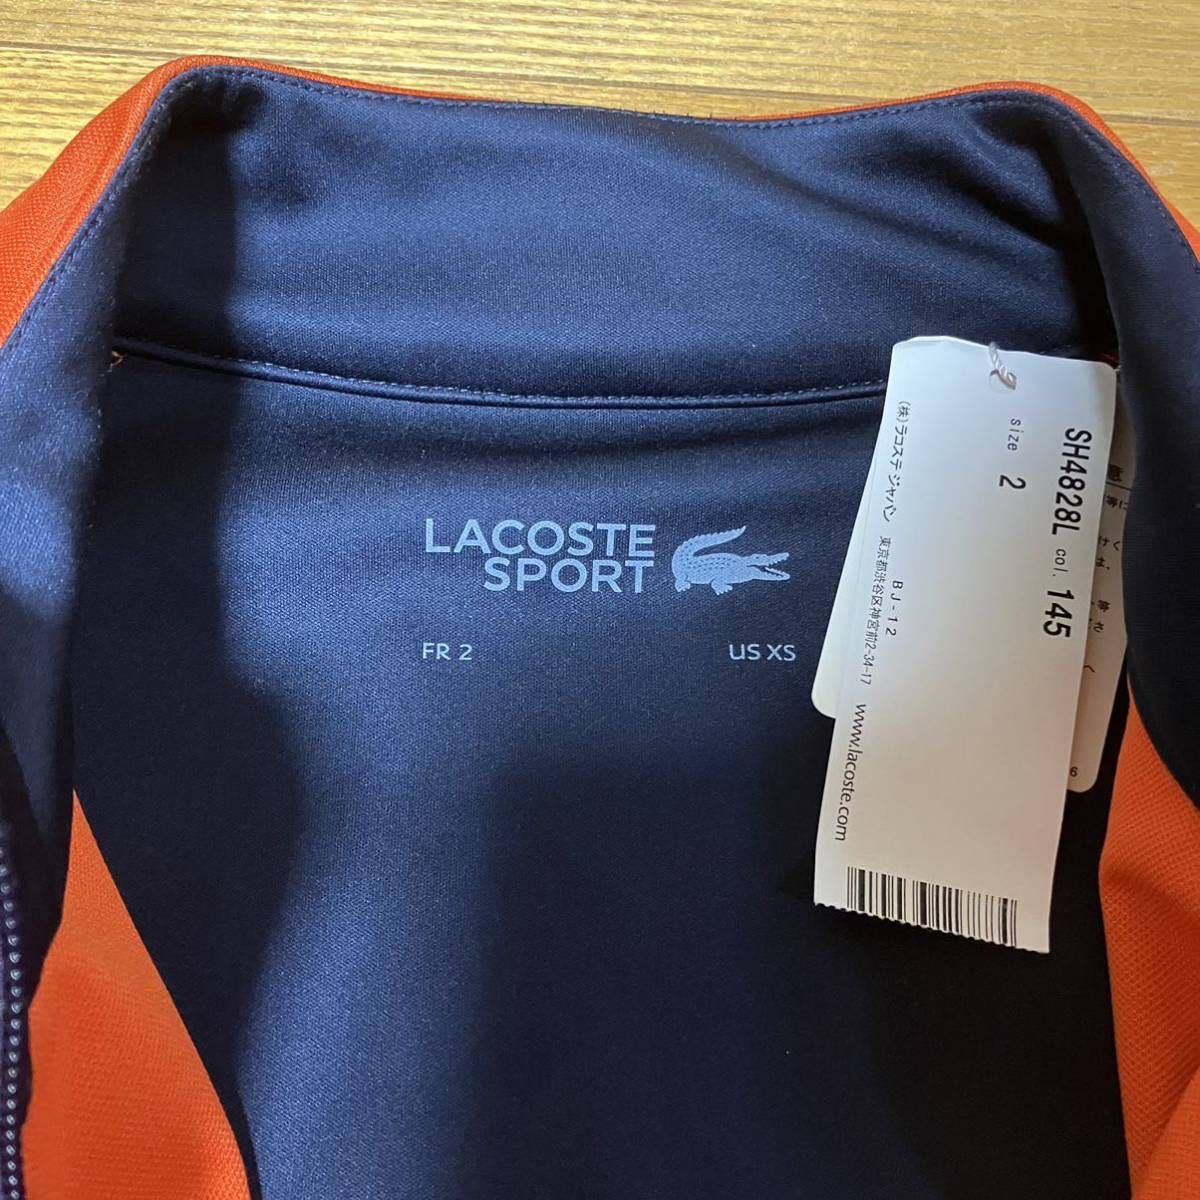 LACOSTE
SPORT
FR 2
US XS
SH4828L col. 145
size 2
BJ-12
(株)ラコステジャパン 東京都渋谷区神宮前2-34-17 www.lacoste.com
6